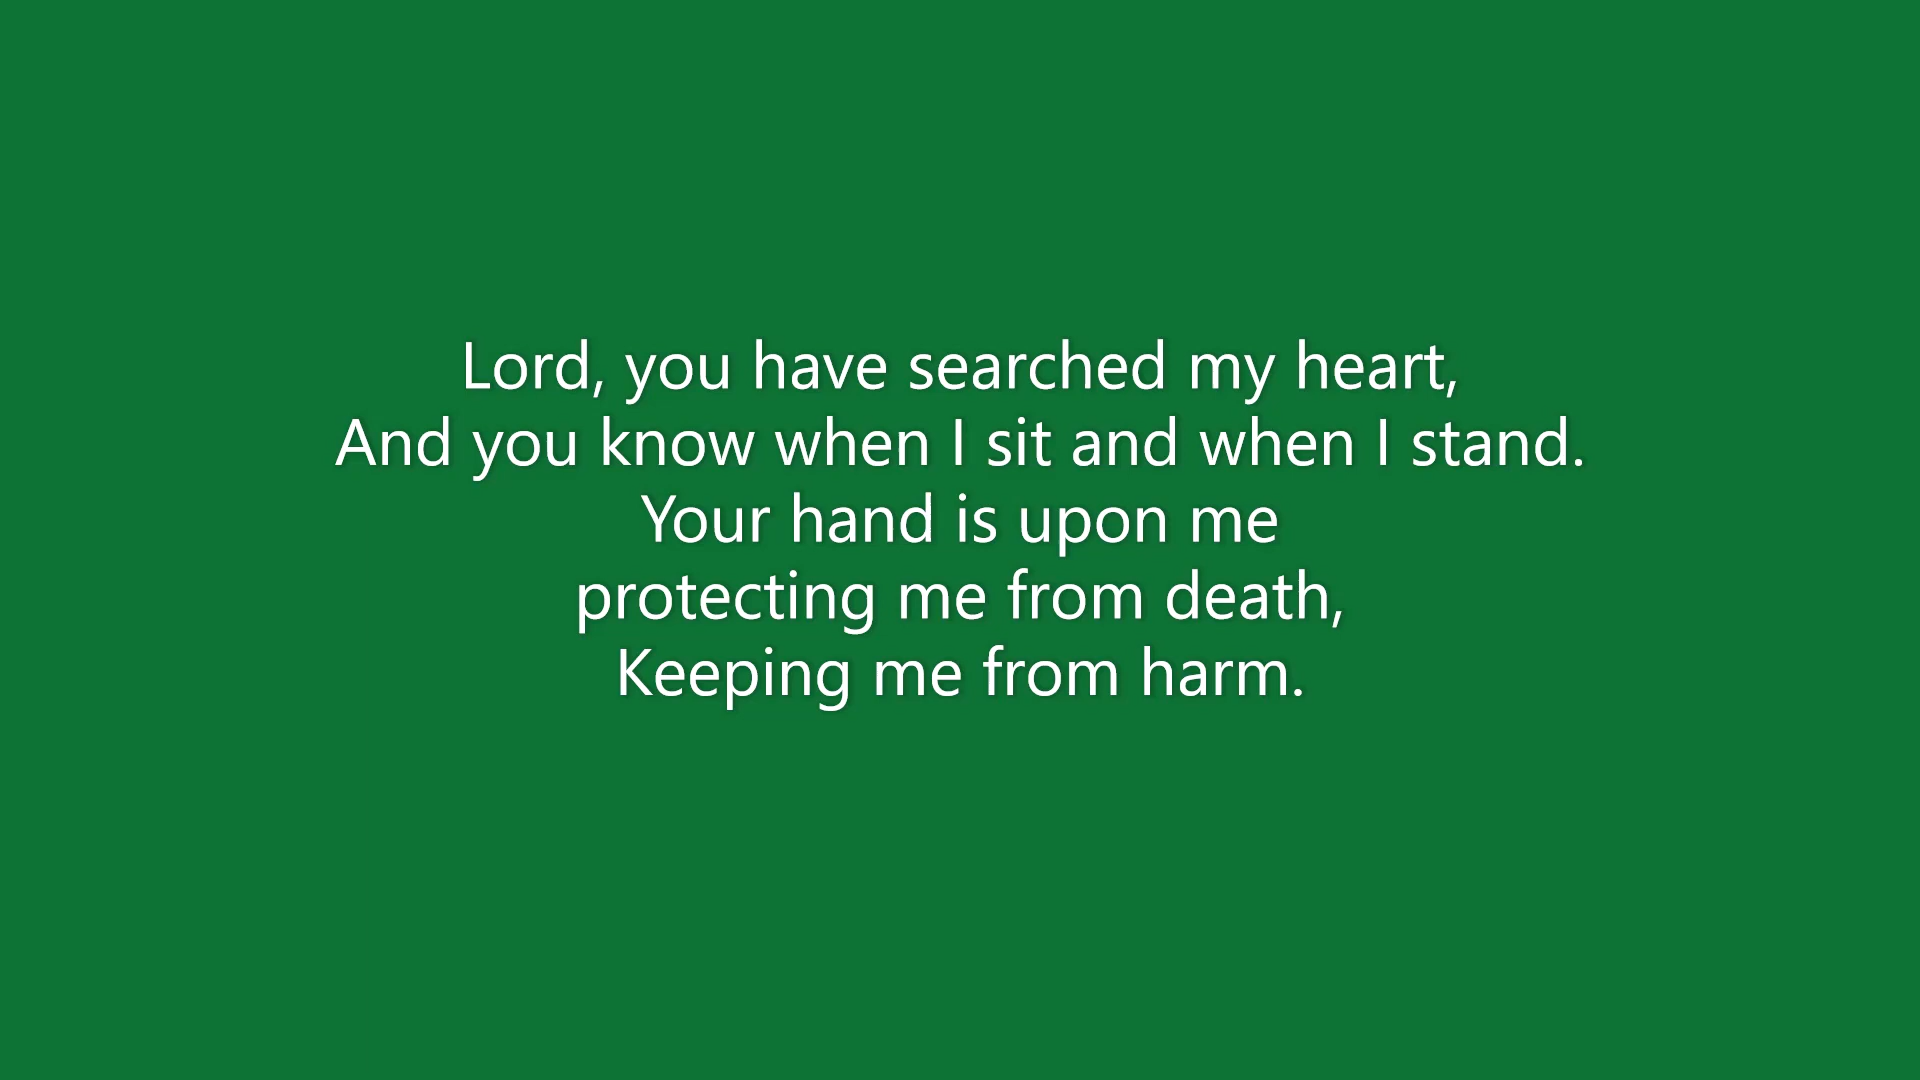 Lord, you have searched my heart,
And you know when I sit and when I stand.
Your hand is upon me
protecting me from death,
Keeping me from harm.